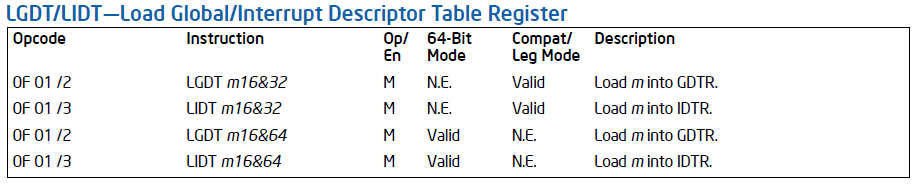 LGDT/LIDT—Load Global/Interrupt Descriptor Table Register
Opcode Instruction Op/ 64-Bit Compat/ Description
En Mode Leg Mode
0F 01 /2 LGDT m16&32 M N.E. Valid Load m into GDTR.
0F 01 /3 LIDT m16&32 M N.E. Valid Load m into IDTR.
0F 01 /2 LGDT m16&64 M Valid N.E. Load m into GDTR.
0F 01 /3 LIDT m16&64 M Valid N.E. Load m into IDTR.